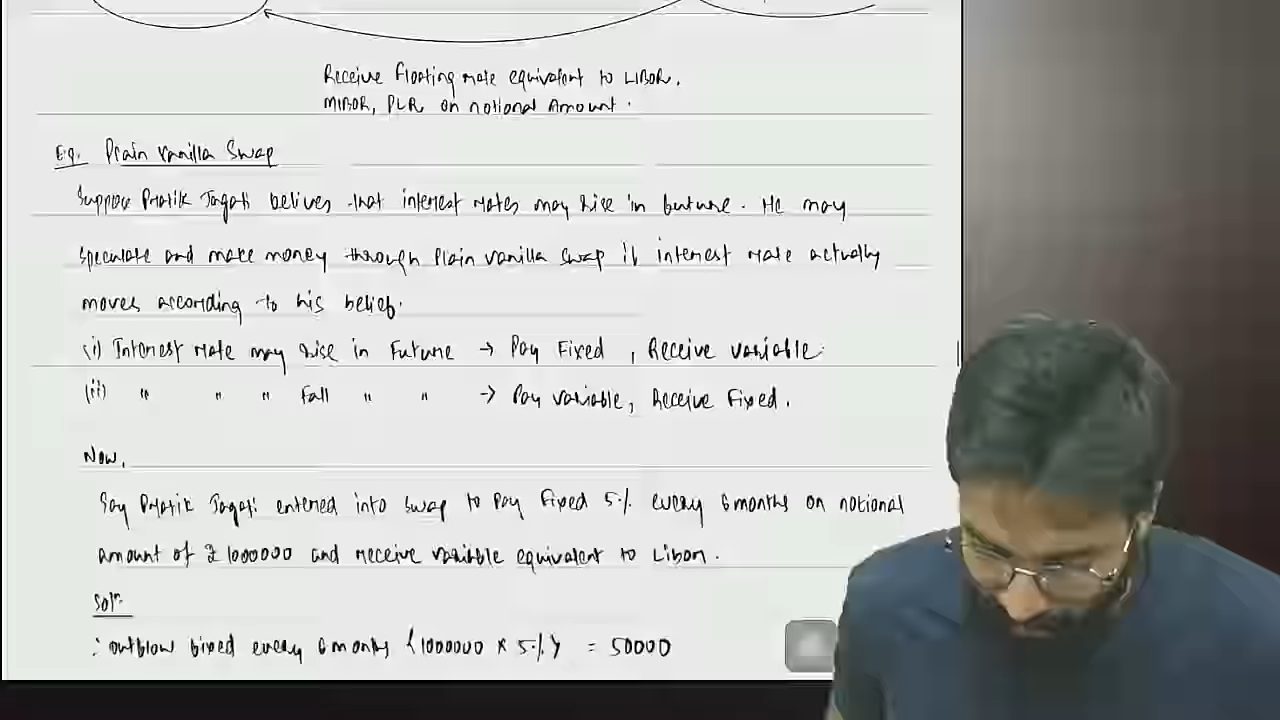 Receive floating rate equivalent to LIBOR,
MIBOR, PLR on notional Amount.
E.g. Plain Vanilla Swap
Suppose Pratik Jagati belives that interest rates may rise in future. He may
speculate and make money through plain vanilla swap if interest rate actually
moves according to his belief.
(i) Interest rate may rise in Future → Pay Fixed, Receive variable.
(ii) " " " Fall " " → Pay variable, Receive Fixed.
Now,
Say Pratik Jagati entered into swap to pay fixed 5% every 6 months on notional
amount of ₹ 1000000 and receive variable equivalent to Libor.
Solⁿ
∴ outflow fixed every 6 months {1000000 × 5%} = 50000